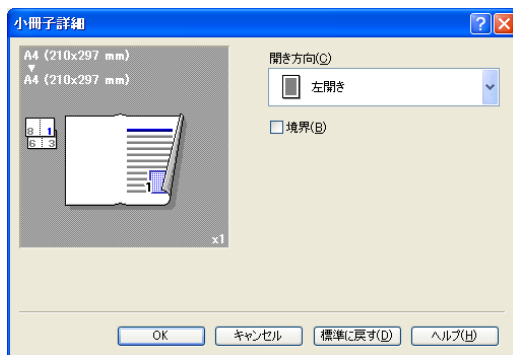 小冊子詳細
A4 (210x297 mm)
A4 (210x297 mm)
8 1
6 3
1
x1
開き方向(C)
左開き
境界(B)
OK
キャンセル
標準に戻す(D)
ヘルプ(H)